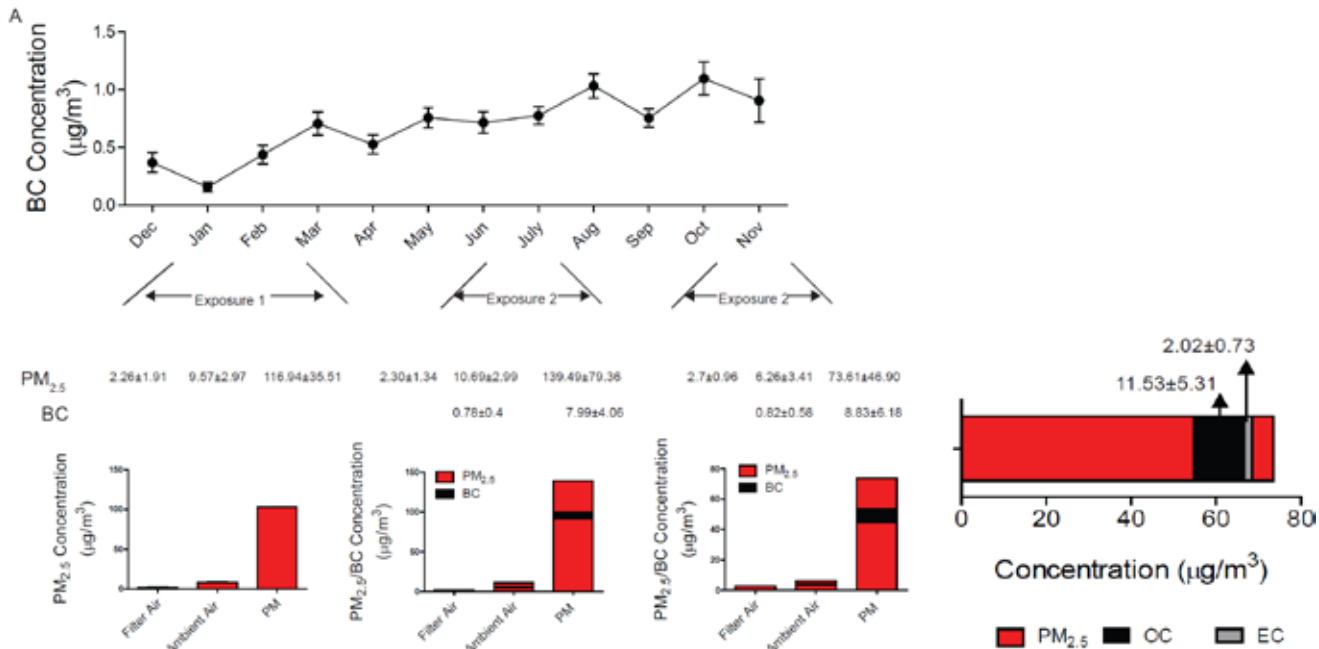 A
BC Concentration
(µg/m³)
1.5
1.0
0.5
0.0
Dec Jan Feb Mar Apr May Jun July Aug Sep Oct Nov
Exposure 1 Exposure 2 Exposure 2
PM2.5 2.26±1.91 9.57±2.97 116.94±35.51 2.30±1.34 10.69±2.99 139.49±79.36 2.7±0.96 6.26±3.41 73.61±46.90
BC 0.78±0.4 7.99±4.06 0.82±0.58 8.83±6.18
PM2.5 Concentration
(µg/m³)
150
100
50
0
Filter Air Ambient Air PM
PM2.5/BC Concentration
(µg/m³)
150
100
50
0
PM2.5
BC
Filter Air Ambient Air PM
PM2.5/BC Concentration
(µg/m³)
80
60
40
20
0
PM2.5
BC
Filter Air Ambient Air PM
2.02±0.73
11.53±5.31
0 20 40 60 80
Concentration (µg/m³)
PM2.5 OC EC